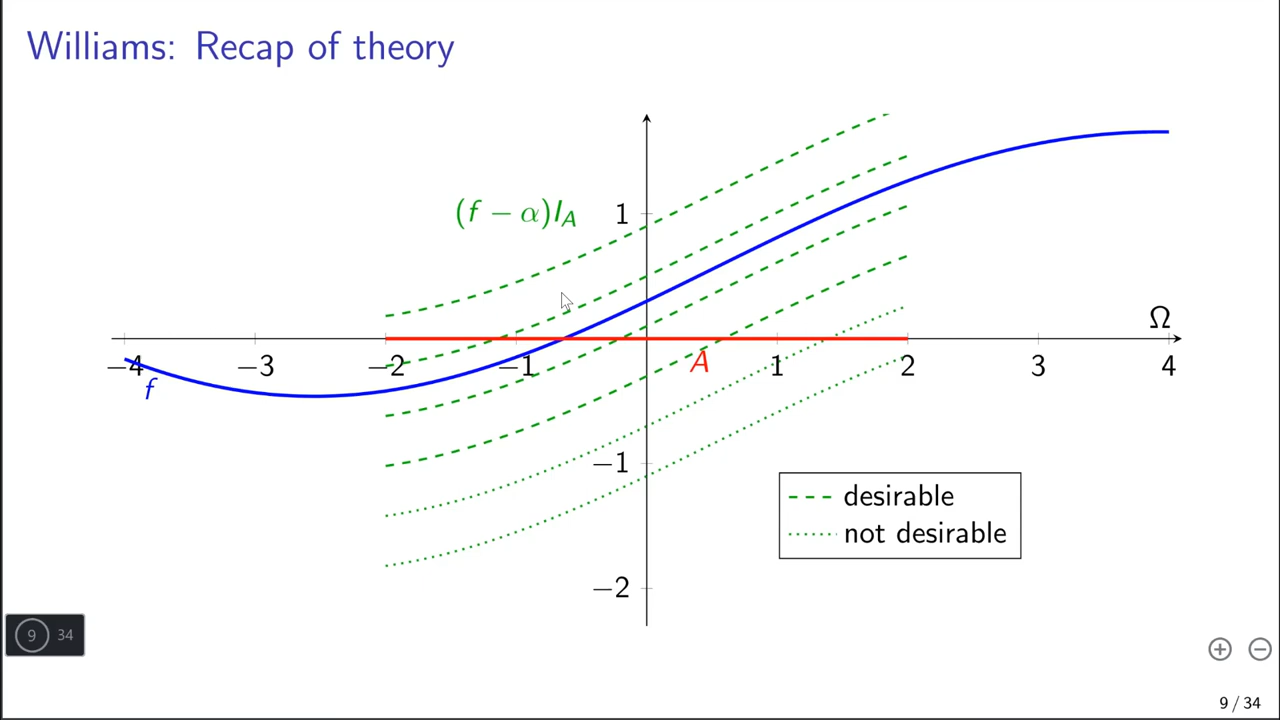 Williams: Recap of theory
(f − α)I_A
1
Ω
−4 −3 −2 −1 1 2 3 4
f
A
−1
desirable
not desirable
−2
9 34
9 / 34